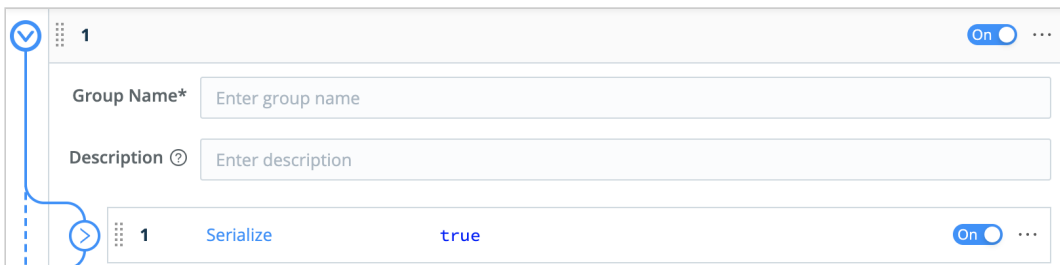 1 On ...
Group Name* Enter group name
Description ? Enter description
1 Serialize true On ...